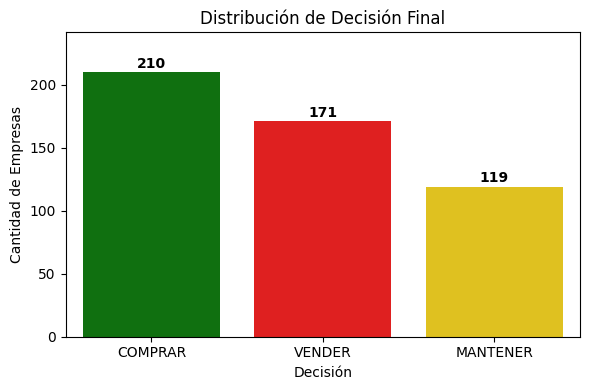 Distribución de Decisión Final
Cantidad de Empresas
200
150
100
50
0
210
171
119
COMPRAR
VENDER
MANTENER
Decisión